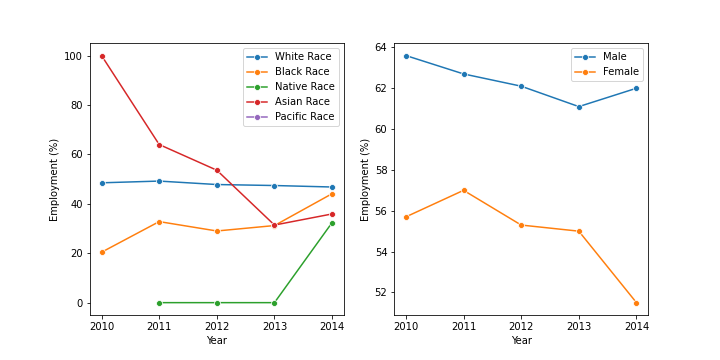 White Race
Black Race
Native Race
Asian Race
Pacific Race
100
80
60
40
20
0
Employment (%)
2010 2011 2012 2013 2014
Year
Male
Female
64
62
60
58
56
54
52
Employment (%)
2010 2011 2012 2013 2014
Year